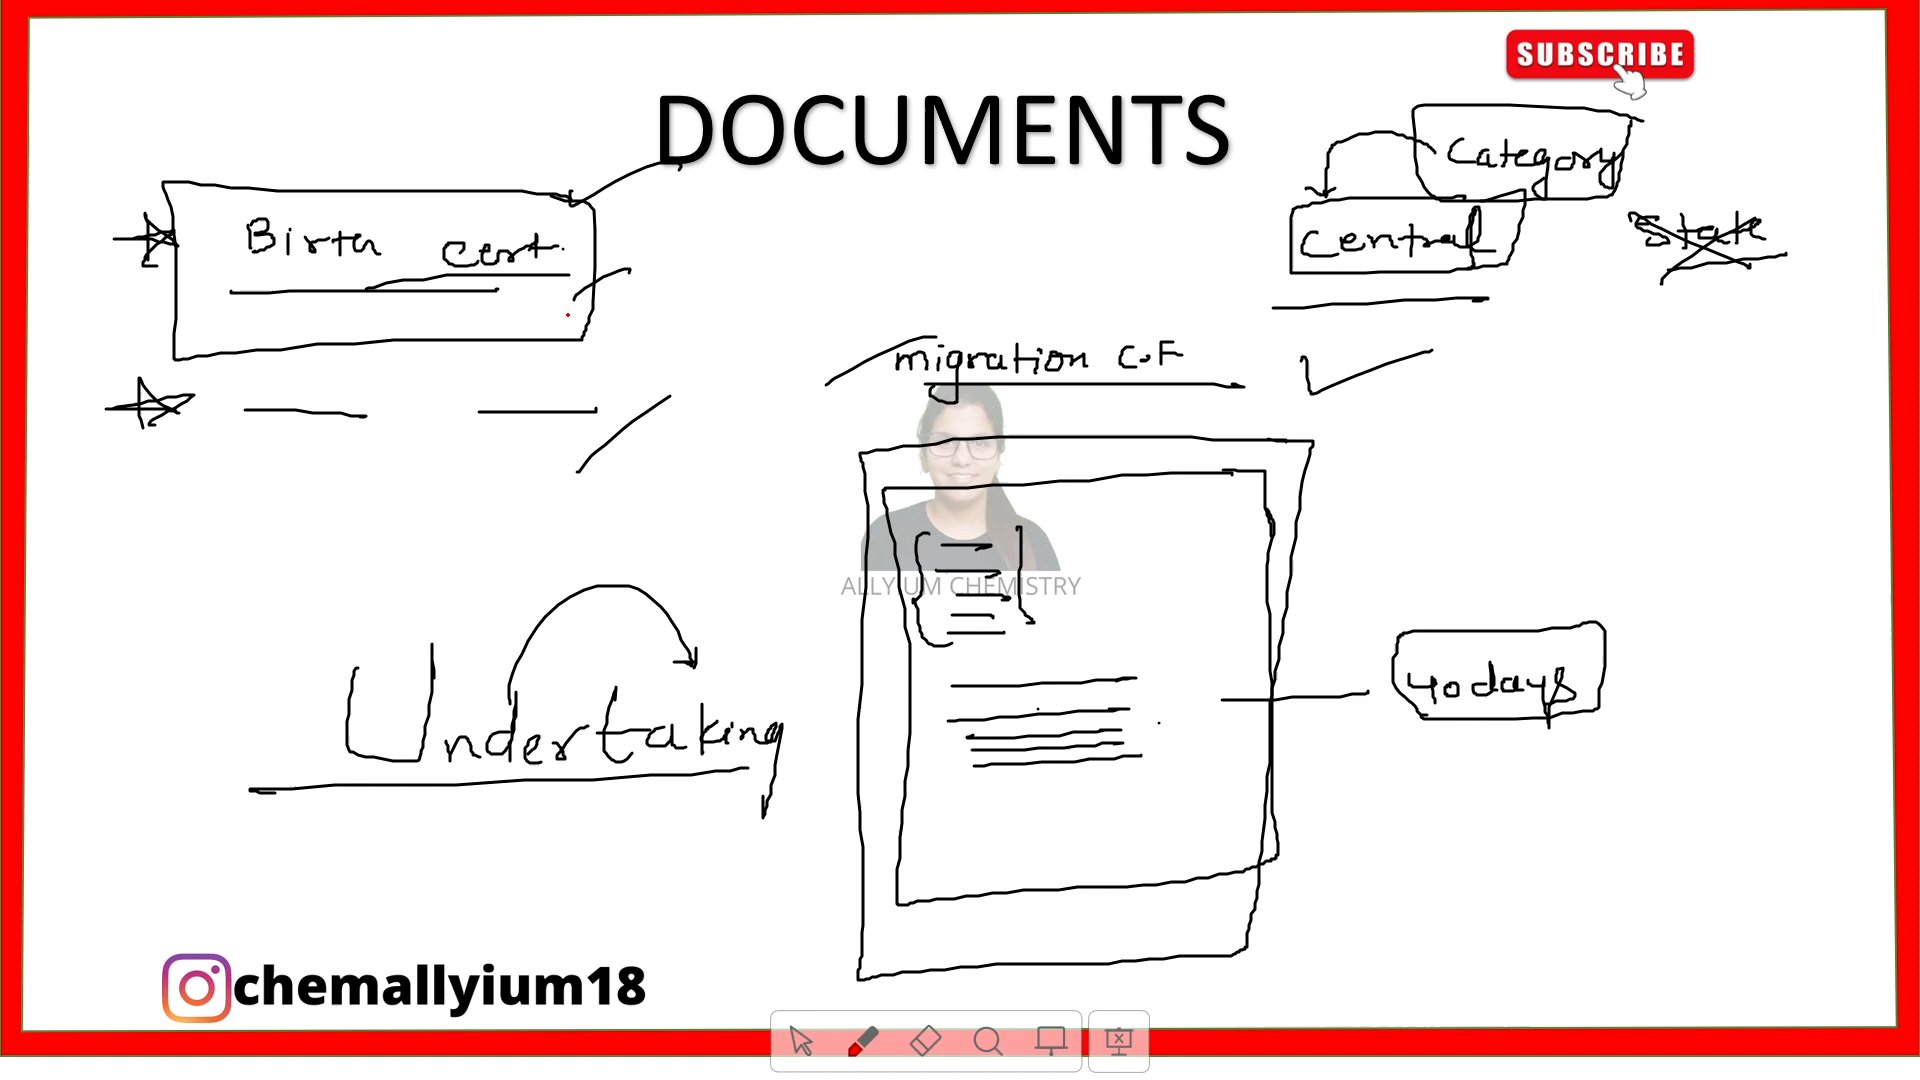 SUBSCRIBE
DOCUMENTS
Category
Birth Cert.
Central
State
migration C.F
ALLYIUM CHEMISTRY
Undertaking
40days
chemallyium18